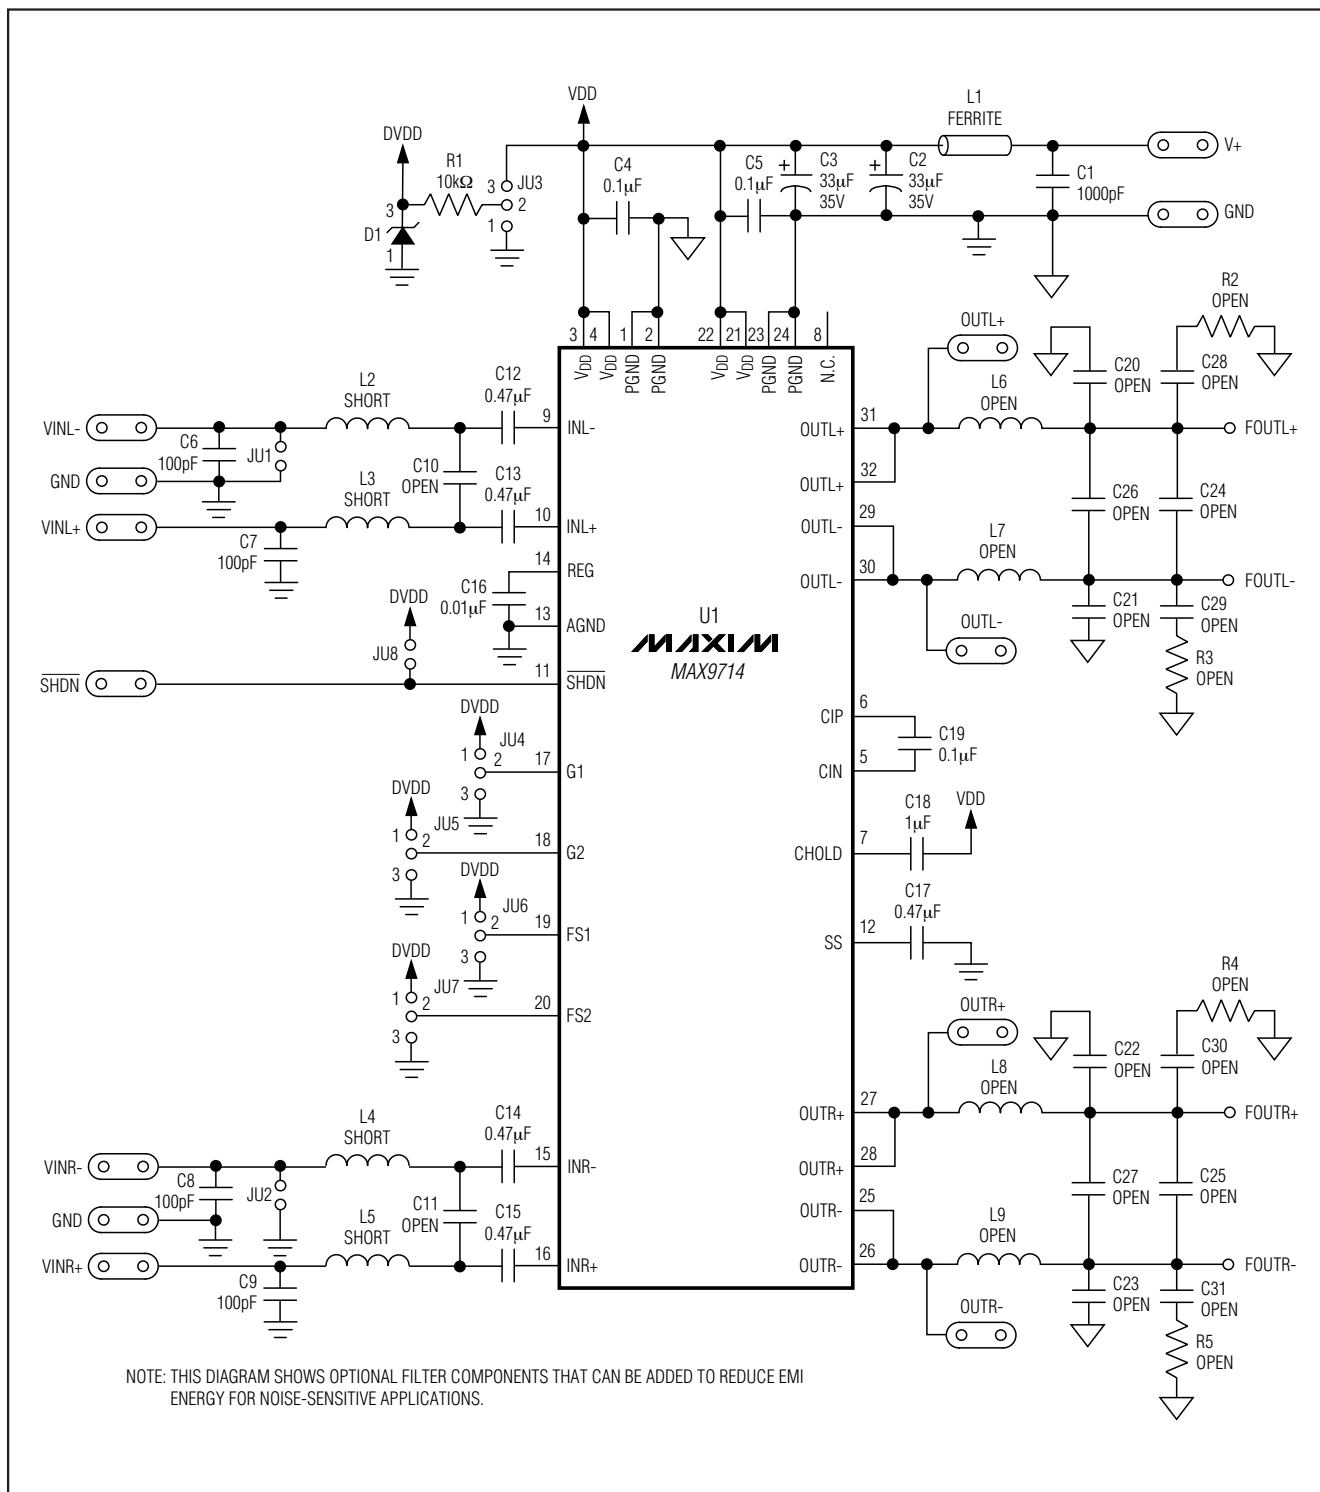 VDD
L1
FERRITE
DVDD
R1
10kΩ
3
JU3
2
1
3
D1
1
C4
0.1µF
C5
0.1µF
+
C3
33µF
35V
+
C2
33µF
35V
C1
1000pF
V+
GND
3
4
1
2
22
21
23
24
8
VDD
VDD
PGND
PGND
VDD
VDD
PGND
PGND
N.C.
VINL-
C6
100pF
JU1
L2
SHORT
C12
0.47µF
9
INL-
GND
L3
SHORT
C10
OPEN
C13
0.47µF
VINL+
C7
100pF
10
INL+
14
REG
C16
0.01µF
13
AGND
DVDD
JU8
SHDN
11
SHDN
DVDD
1
JU4
2
3
17
G1
DVDD
1
JU5
2
3
18
G2
DVDD
1
JU6
2
3
19
FS1
DVDD
1
JU7
2
3
20
FS2
U1
MAXIM
MAX9714
OUTL+
R2
OPEN
C20
OPEN
C28
OPEN
L6
OPEN
31
OUTL+
FOUTL+
32
OUTL+
C26
OPEN
C24
OPEN
29
OUTL-
L7
OPEN
30
OUTL-
FOUTL-
OUTL-
C21
OPEN
C29
OPEN
R3
OPEN
6
CIP
C19
0.1µF
5
CIN
C18
1µF
VDD
7
CHOLD
C17
0.47µF
12
SS
R4
OPEN
OUTR+
C22
OPEN
C30
OPEN
L8
OPEN
27
OUTR+
FOUTR+
28
OUTR+
C27
OPEN
C25
OPEN
25
OUTR-
L9
OPEN
26
OUTR-
FOUTR-
OUTR-
C23
OPEN
C31
OPEN
R5
OPEN
VINR-
C8
100pF
JU2
L4
SHORT
C14
0.47µF
15
INR-
GND
L5
SHORT
C11
OPEN
C15
0.47µF
VINR+
C9
100pF
16
INR+
NOTE: THIS DIAGRAM SHOWS OPTIONAL FILTER COMPONENTS THAT CAN BE ADDED TO REDUCE EMI
ENERGY FOR NOISE-SENSITIVE APPLICATIONS.